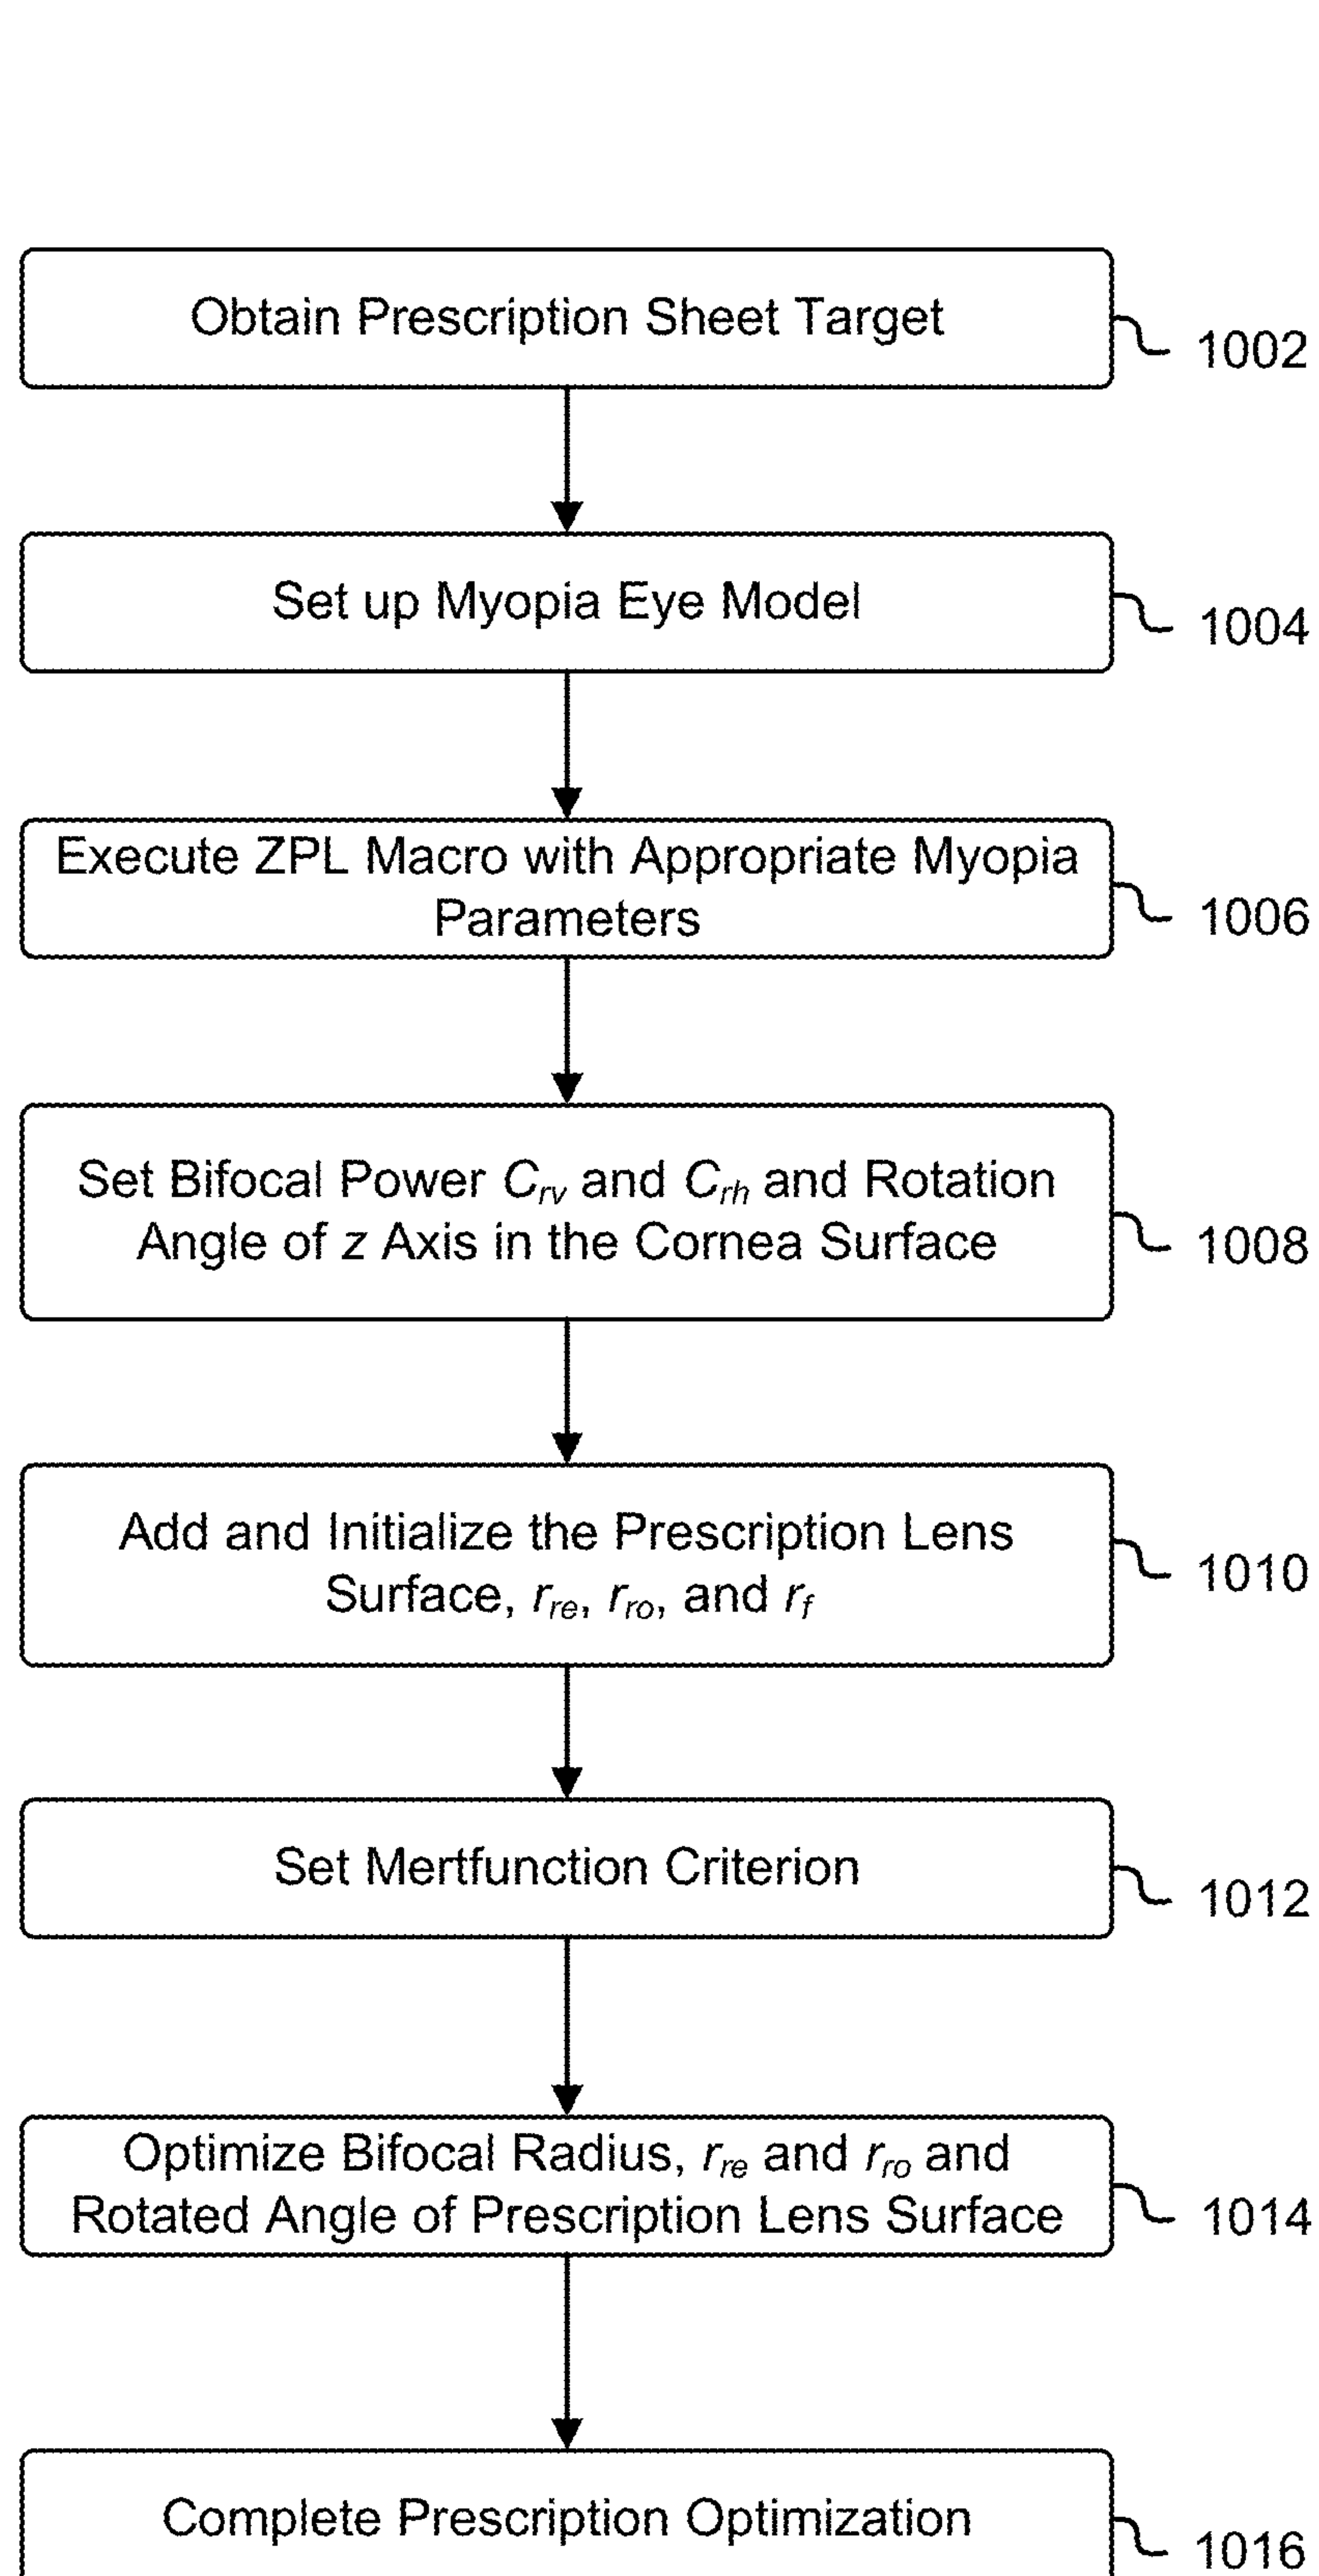 Obtain Prescription Sheet Target
1002
Set up Myopia Eye Model
1004
Execute ZPL Macro with Appropriate Myopia
Parameters
1006
Set Bifocal Power Crv and Crh and Rotation
Angle of z Axis in the Cornea Surface
1008
Add and Initialize the Prescription Lens
Surface, rre, rro, and rf
1010
Set Mertfunction Criterion
1012
Optimize Bifocal Radius, rre and rro and
Rotated Angle of Prescription Lens Surface
1014
Complete Prescription Optimization
1016